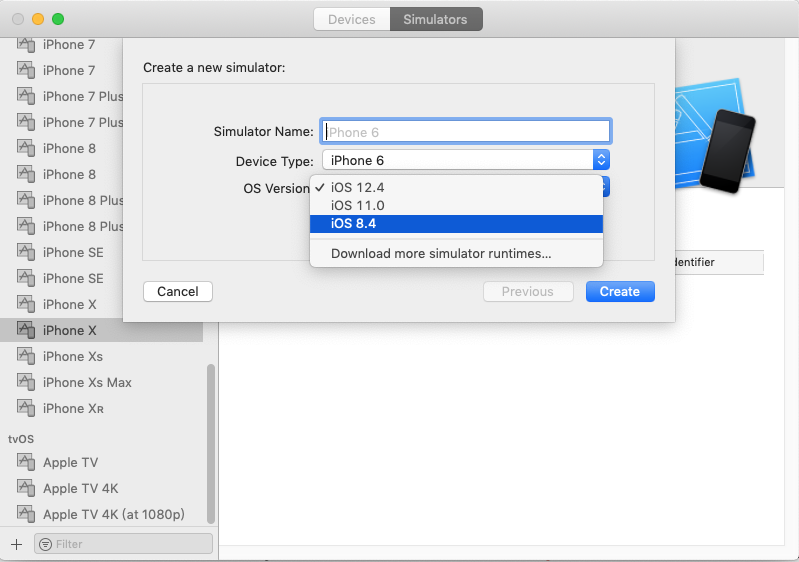 Devices
Simulators
iPhone 7
iPhone 7
iPhone 7 Plus
iPhone 7 Plus
iPhone 8
iPhone 8
iPhone 8 Plus
iPhone 8 Plus
iPhone SE
iPhone SE
iPhone X
iPhone X
iPhone Xs
iPhone Xs Max
iPhone XR
tvOS
Apple TV
Apple TV 4K
Apple TV 4K (at 1080p)
Filter
Create a new simulator:
Simulator Name:
iPhone 6
Device Type:
iPhone 6
OS Version
✓ iOS 12.4
iOS 11.0
iOS 8.4
Download more simulator runtimes...
Cancel
Previous
Create
dentifier